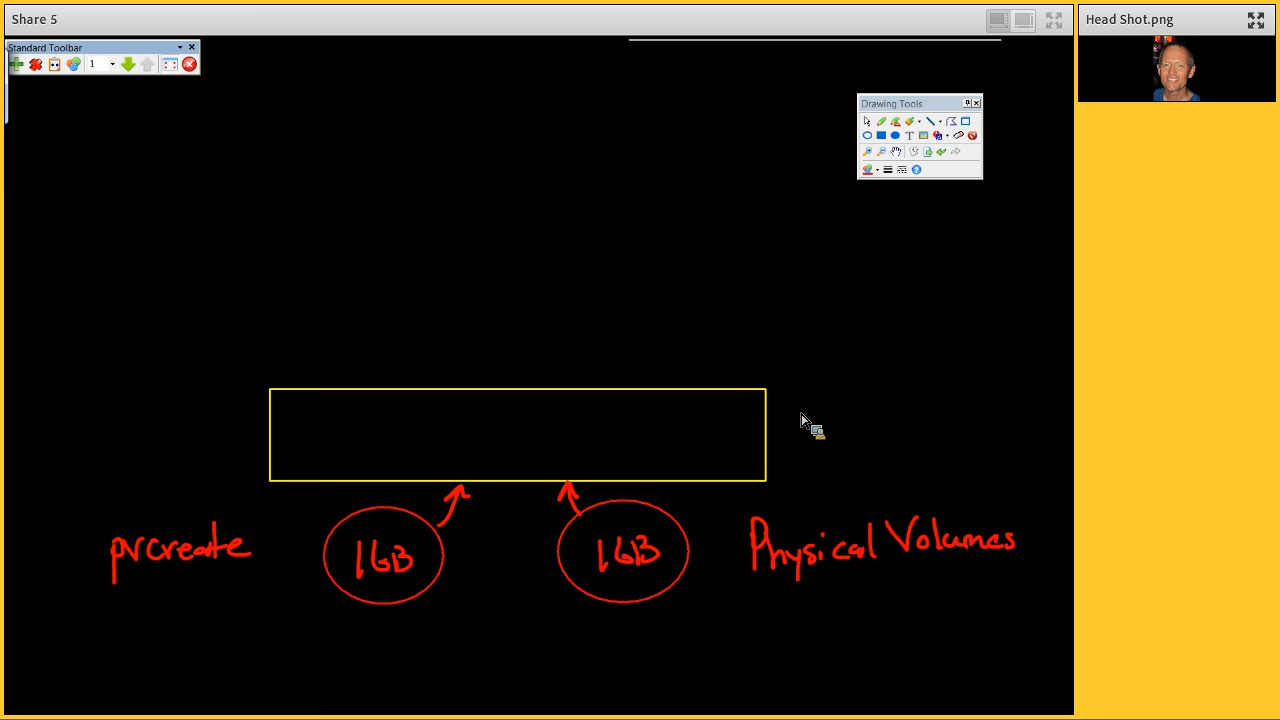 Share 5
Head Shot.png
Standard Toolbar
1
Drawing Tools
T
pvcreate
1GB
1GB
Physical Volumes